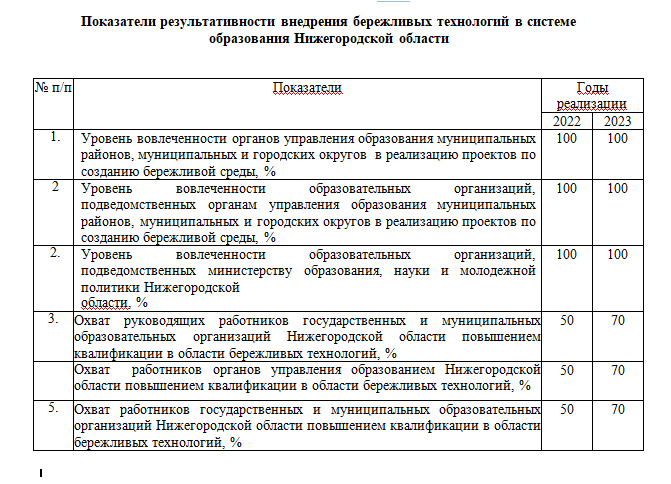 Показатели результативности внедрения бережливых технологий в системе
образования Нижегородской области
№ п/п Показатели Годы
реализации
2022 2023
1. Уровень вовлеченности органов управления образования муниципальных 100 100
районов, муниципальных и городских округов в реализацию проектов по
созданию бережливой среды, %
2 Уровень вовлеченности образовательных организаций, 100 100
подведомственных органам управления образования муниципальных
районов, муниципальных и городских округов в реализацию проектов по
созданию бережливой среды, %
2. Уровень вовлеченности образовательных организаций, 100 100
подведомственных министерству образования, науки и молодежной
политики Нижегородской
области, %
3. Охват руководящих работников государственных и муниципальных 50 70
образовательных организаций Нижегородской области повышением
квалификации в области бережливых технологий, %
Охват работников органов управления образованием Нижегородской 50 70
области повышением квалификации в области бережливых технологий, %
5. Охват работников государственных и муниципальных образовательных 50 70
организаций Нижегородской области повышением квалификации в области
бережливых технологий, %